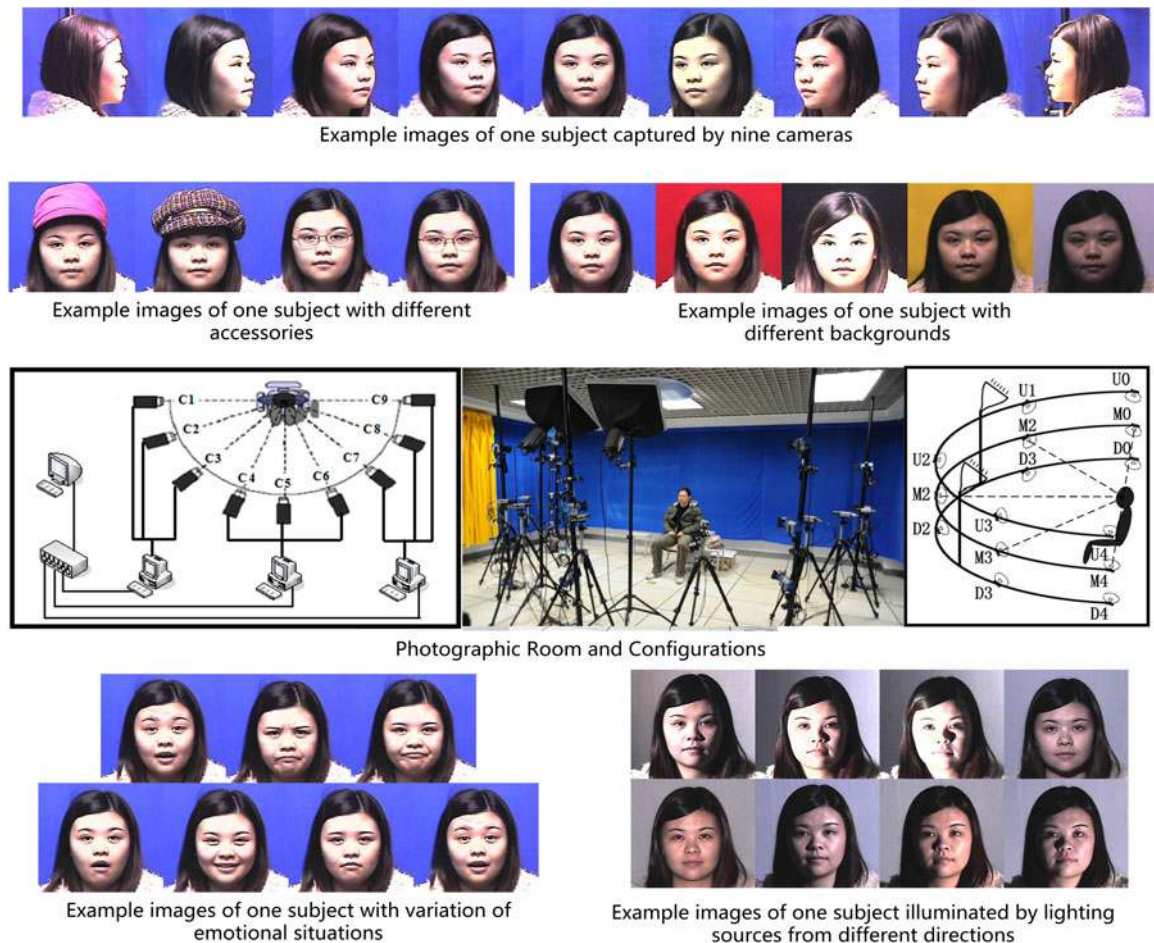 Example images of one subject captured by nine cameras
Example images of one subject with different
accessories
Example images of one subject with
different backgrounds
C1
C9
C2
C8
C3
C7
C4
C5
C6
U1
U0
M2
M0
D3
D0
U2
M2
D2
U3
U4
M3
M4
D3
D4
Photographic Room and Configurations
Example images of one subject with variation of
emotional situations
Example images of one subject illuminated by lighting
sources from different directions